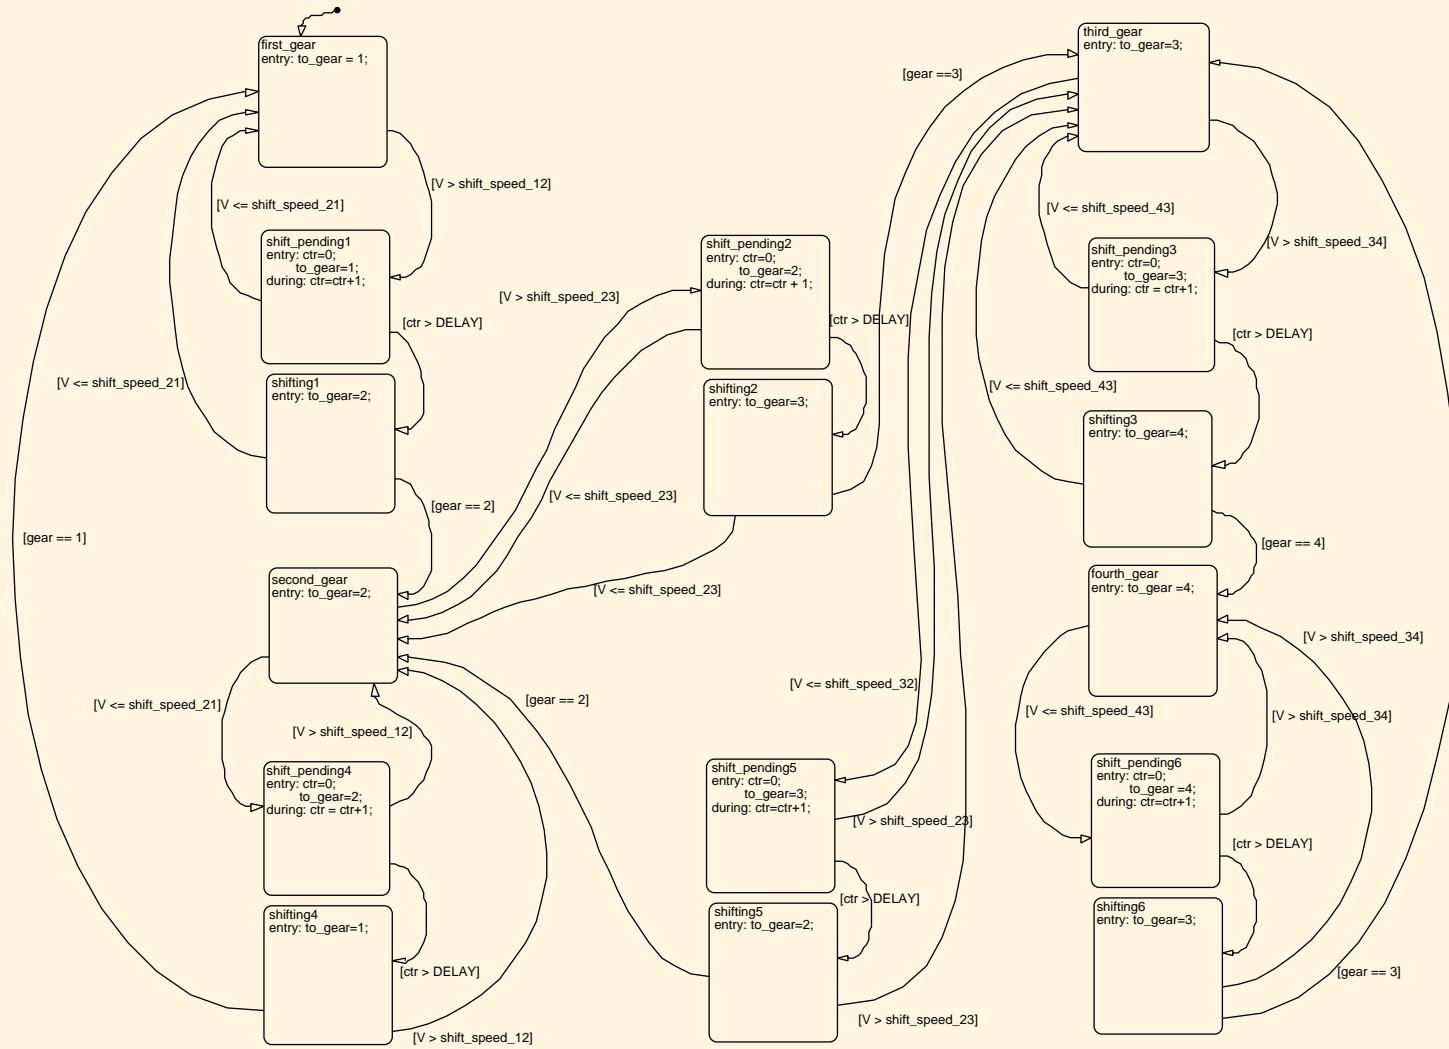 first_gear
entry: to_gear = 1;
[V > shift_speed_12]
[V <= shift_speed_21]
shift_pending1
entry: ctr=0;
to_gear=1;
during: ctr=ctr+1;
[ctr > DELAY]
[V <= shift_speed_21]
shifting1
entry: to_gear=2;
[gear == 2]
[gear == 1]
second_gear
entry: to_gear=2;
[V <= shift_speed_21]
[V > shift_speed_12]
shift_pending4
entry: ctr=0;
to_gear=2;
during: ctr = ctr+1;
shifting4
entry: to_gear=1;
[ctr > DELAY]
[V > shift_speed_12]
[gear ==3]
shift_pending2
entry: ctr=0;
to_gear=2;
during: ctr=ctr + 1;
[V > shift_speed_23]
[ctr > DELAY]
shifting2
entry: to_gear=3;
[V <= shift_speed_23]
[V <= shift_speed_23]
[V <= shift_speed_32]
[gear == 2]
shift_pending5
entry: ctr=0;
to_gear=3;
during: ctr=ctr+1;
[V > shift_speed_23]
[ctr > DELAY]
shifting5
entry: to_gear=2;
[V > shift_speed_23]
third_gear
entry: to_gear=3;
[V <= shift_speed_43]
[V > shift_speed_34]
shift_pending3
entry: ctr=0;
to_gear=3;
during: ctr = ctr+1;
[ctr > DELAY]
[V <= shift_speed_43]
shifting3
entry: to_gear=4;
[gear == 4]
fourth_gear
entry: to_gear =4;
[V > shift_speed_34]
[V <= shift_speed_43]
[V > shift_speed_34]
shift_pending6
entry: ctr=0;
to_gear =4;
during: ctr=ctr+1;
[ctr > DELAY]
shifting6
entry: to_gear=3;
[gear == 3]